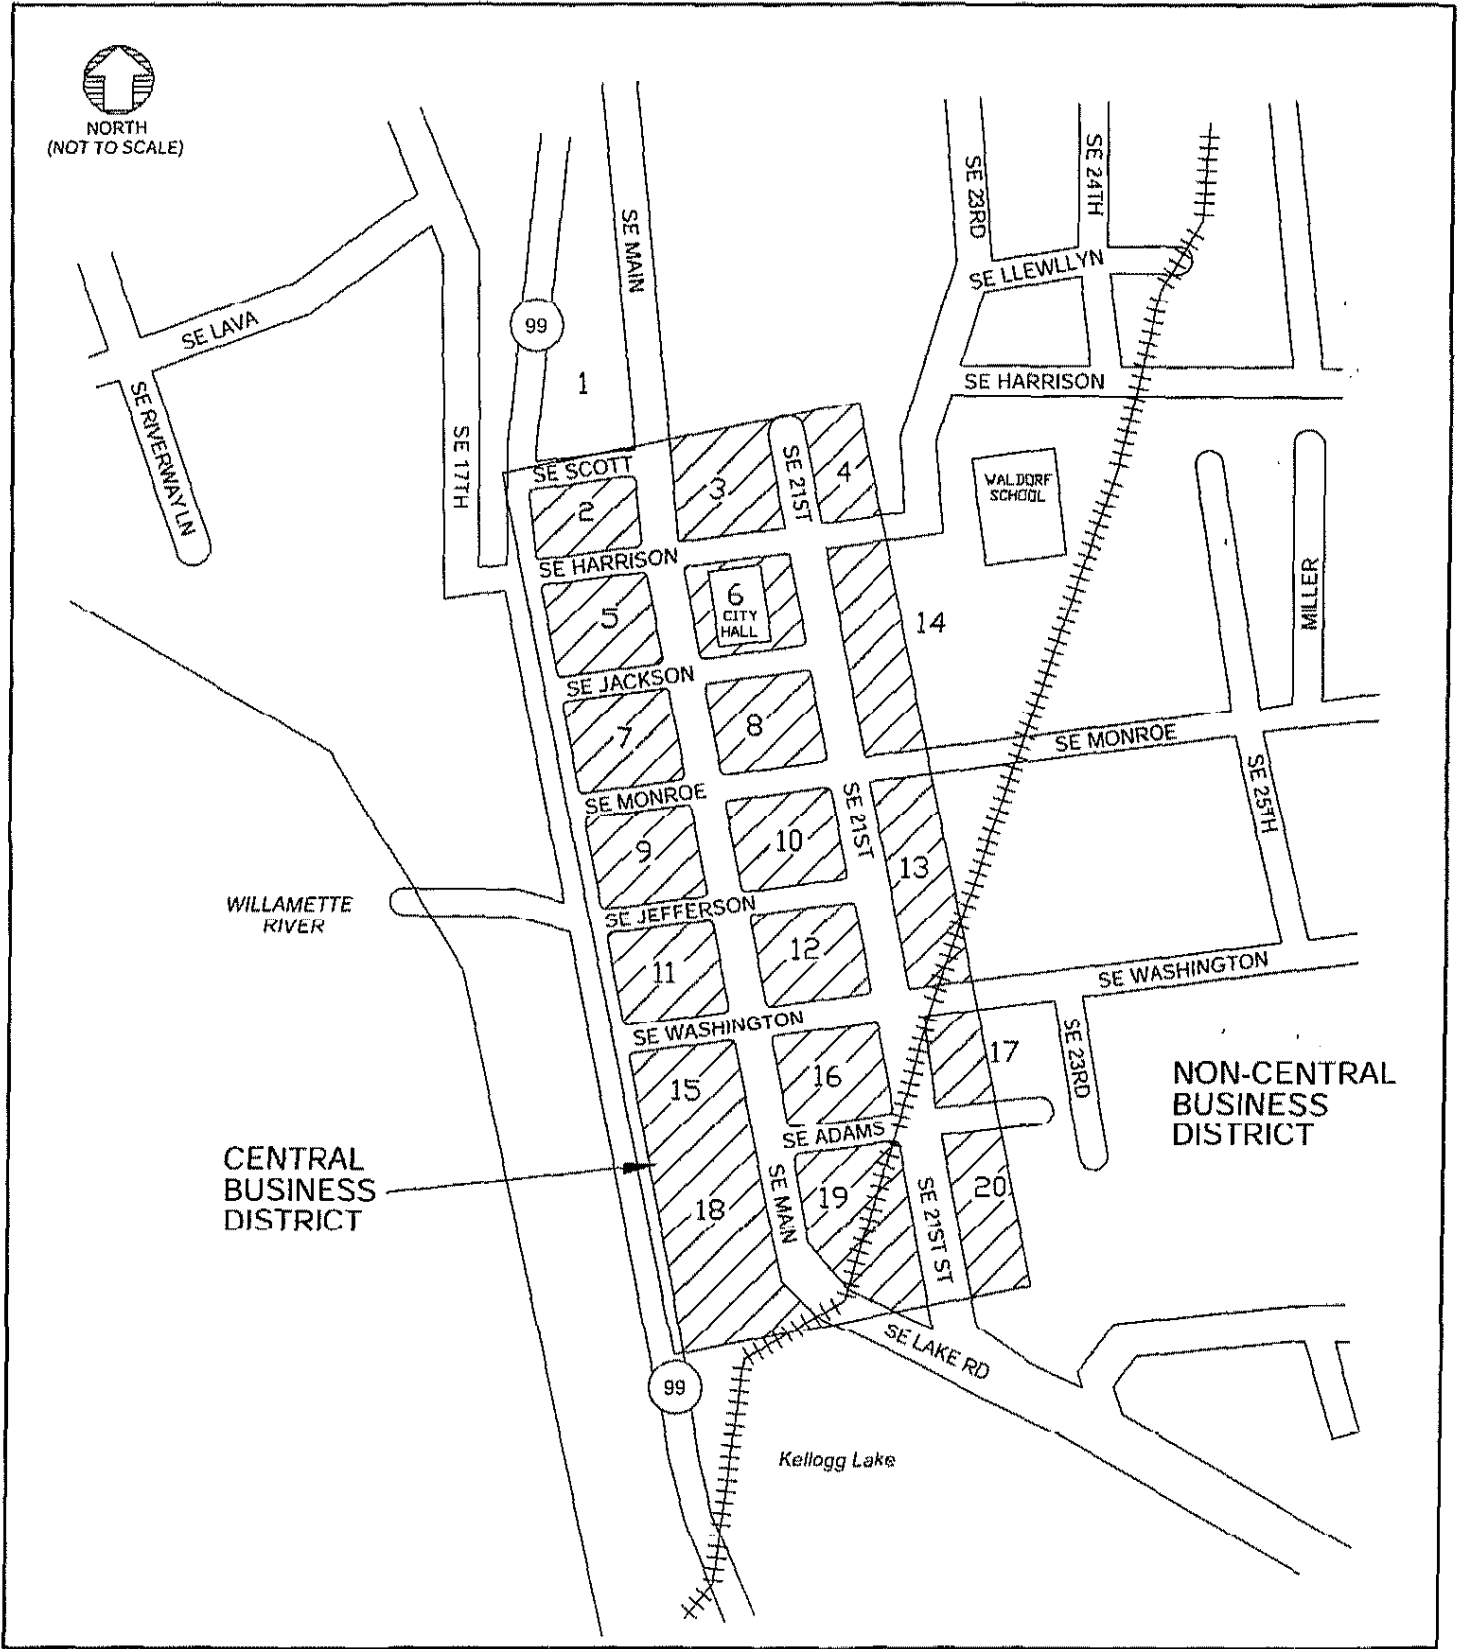 NORTH
(NOT TO SCALE)
SE MAIN
SE 23RD
SE 24TH
SE LLEWLLYN
SE LAVA
99
1
SE HARRISON
SE RIVERWAY LN
SE 17TH
SE SCOTT
2
3
SE 21ST
4
WALDORF
SCHOOL
SE HARRISON
5
6
CITY
HALL
14
MILLER
SE JACKSON
7
8
SE MONROE
SE MONROE
SE 21ST
SE 25TH
9
10
13
WILLAMETTE
RIVER
SE JEFFERSON
11
12
SE WASHINGTON
SE WASHINGTON
15
16
17
SE 23RD
NON-CENTRAL
BUSINESS
DISTRICT
SE ADAMS
CENTRAL
BUSINESS
DISTRICT
18
SE MAIN
19
SE 21ST ST
20
SE LAKE RD
99
Kellogg Lake